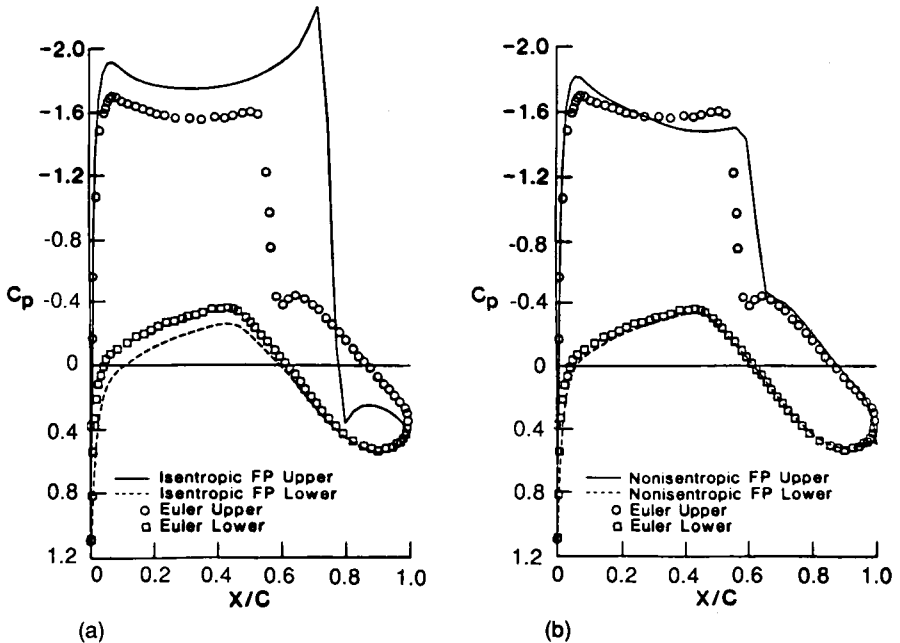 -2.0
-1.6
-1.2
-0.8
-0.4
0
0.4
0.8
1.2
Cp
Isentropic FP Upper
Isentropic FP Lower
Euler Upper
Euler Lower
0 0.2 0.4 0.6 0.8 1.0
X/C
(a)
-2.0
-1.6
-1.2
-0.8
-0.4
0
0.4
0.8
1.2
Cp
Nonisentropic FP Upper
Nonisentropic FP Lower
Euler Upper
Euler Lower
0 0.2 0.4 0.6 0.8 1.0
X/C
(b)